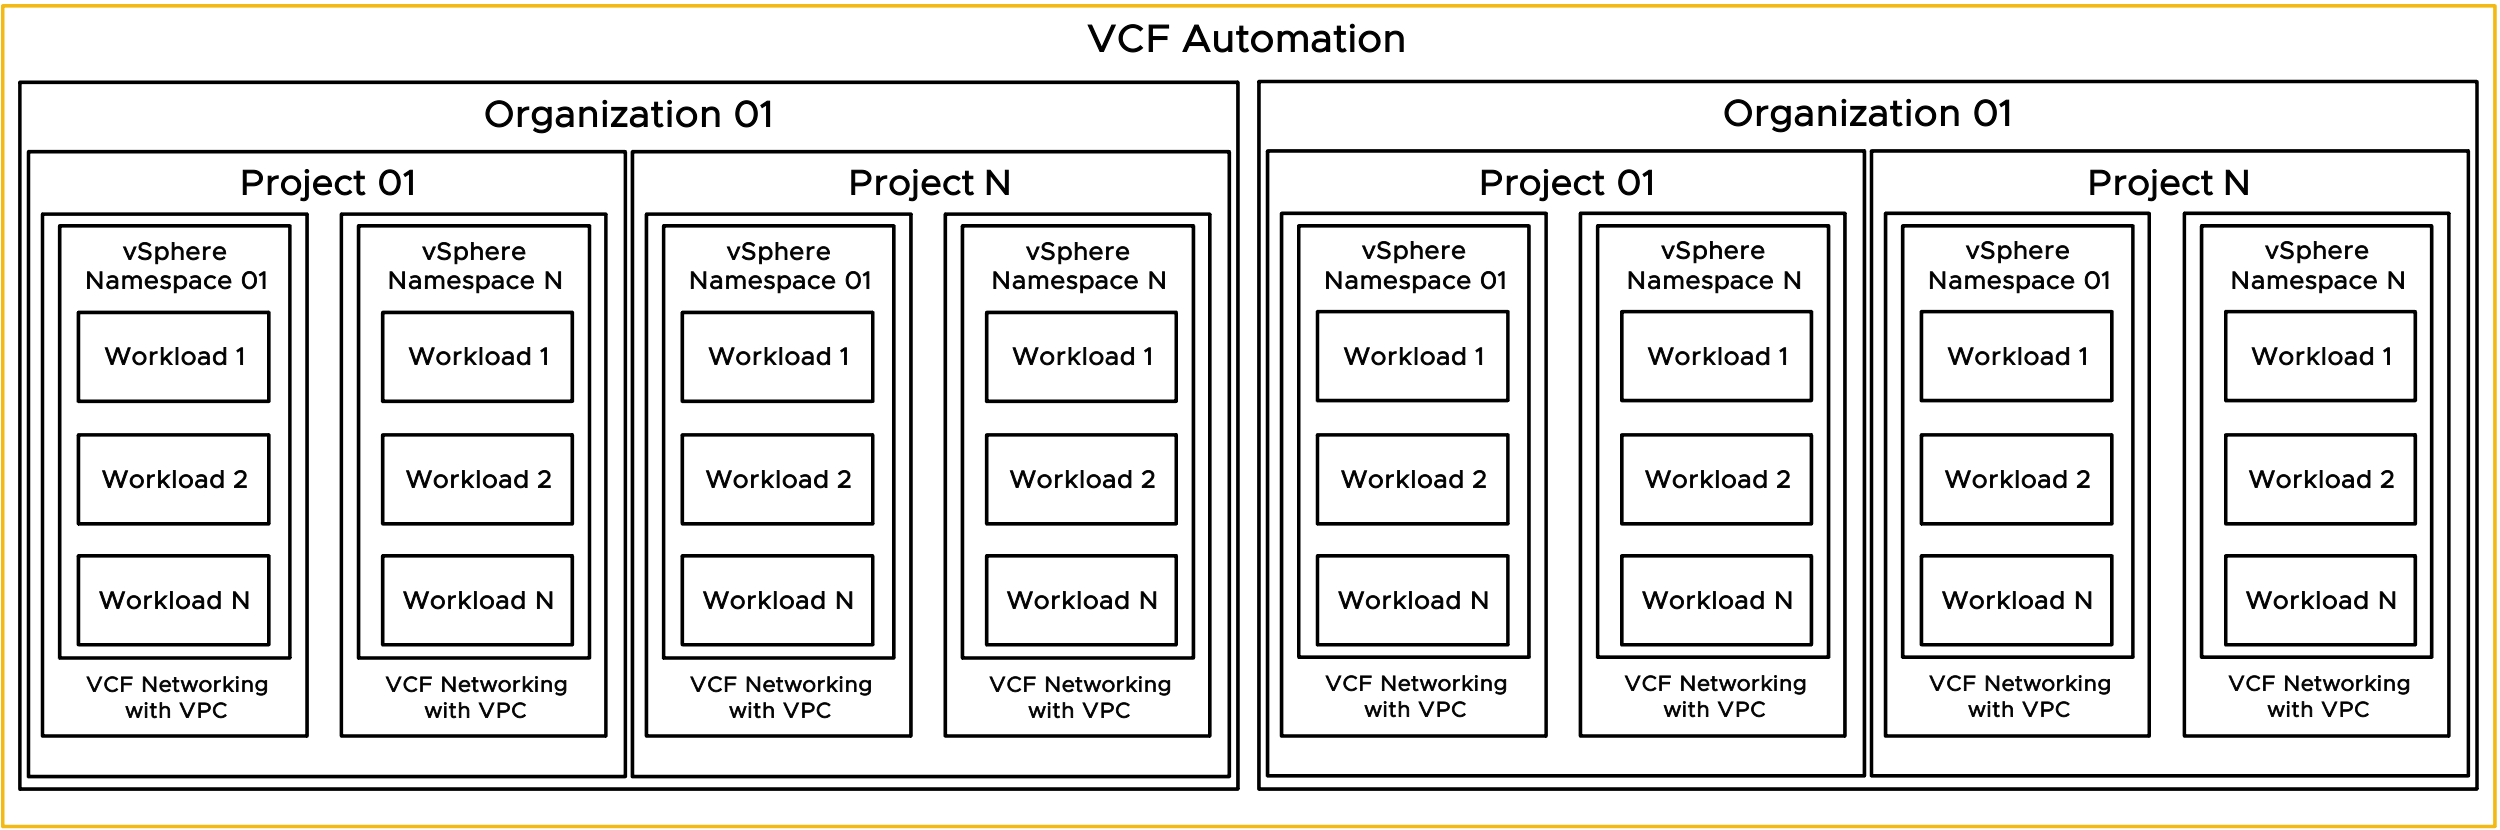 VCF Automation
Organization 01
Project 01
vSphere
Namespace 01
Workload 1
Workload 2
Workload N
VCF Networking
with VPC
vSphere
Namespace N
Workload 1
Workload 2
Workload N
VCF Networking
with VPC
Project N
vSphere
Namespace 01
Workload 1
Workload 2
Workload N
VCF Networking
with VPC
vSphere
Namespace N
Workload 1
Workload 2
Workload N
VCF Networking
with VPC
Organization 01
Project 01
vSphere
Namespace 01
Workload 1
Workload 2
Workload N
VCF Networking
with VPC
vSphere
Namespace N
Workload 1
Workload 2
Workload N
VCF Networking
with VPC
Project N
vSphere
Namespace 01
Workload 1
Workload 2
Workload N
VCF Networking
with VPC
vSphere
Namespace N
Workload 1
Workload 2
Workload N
VCF Networking
with VPC